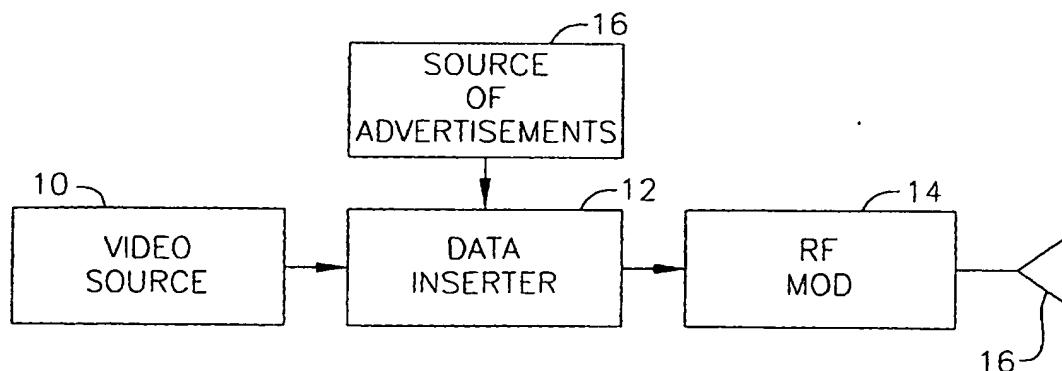 16
SOURCE
OF
ADVERTISEMENTS
10
VIDEO
SOURCE
12
DATA
INSERTER
14
RF
MOD
16